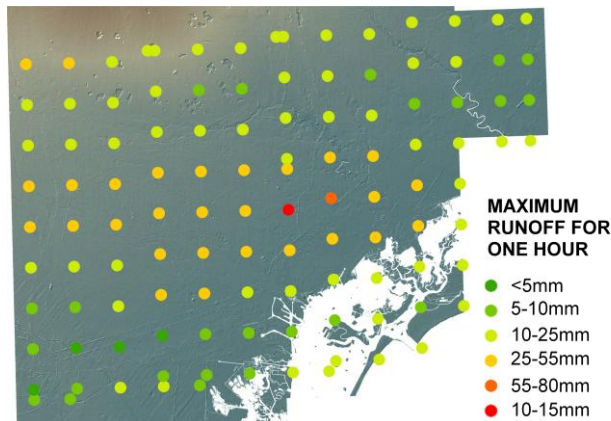 MAXIMUM
RUNOFF FOR
ONE HOUR
<5mm
5-10mm
10-25mm
25-55mm
55-80mm
10-15mm